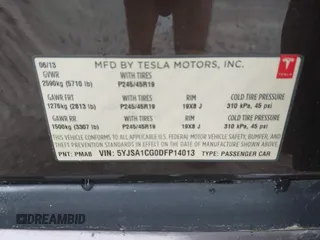 06/13 MFD BY TESLA MOTORS, INC.
GVWR WITH TIRES
2590kg (5710 lb) P245/45R19 TESLA
GAWR FRT WITH TIRES RIM COLD TIRE PRESSURE
1276kg (2813 lb) P245/45R19 19X8 J 310 kPa, 45 psi
GAWR RR WITH TIRES RIM COLD TIRE PRESSURE
1500kg (3307 lb) P245/45R19 19X8 J 310 kPa, 45 psi
THIS VEHICLE CONFORMS TO ALL APPLICABLE U.S. FEDERAL MOTOR VEHICLE
SAFETY, BUMPER, AND THEFT PREVENTION STANDARDS IN EFFECT ON THE
DATE OF MANUFACTURE SHOWN ABOVE.
PNT: PMAB VIN: 5YJSA1CG0DFP14013 TYPE: PASSENGER CAR
©DREAMBID
DREAMBID